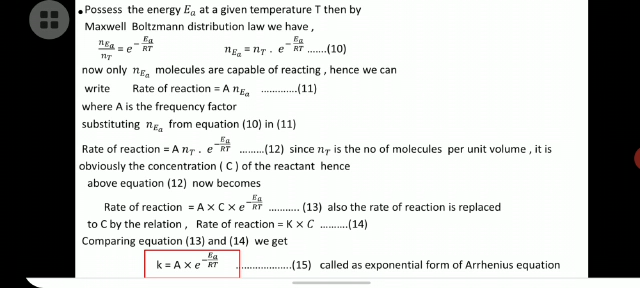 • Possess the energy Eₐ at a given temperature T then by
Maxwell Boltzmann distribution law we have ,
n_Eₐ/n_T = e^(-Eₐ/RT)    n_Eₐ = n_T . e^(-Eₐ/RT) .......(10)
now only n_Eₐ molecules are capable of reacting , hence we can
write    Rate of reaction = A n_Eₐ .............(11)
where A is the frequency factor
substituting n_Eₐ from equation (10) in (11)
Rate of reaction = A n_T . e^(-Eₐ/RT) .........(12) since n_T is the no of molecules per unit volume , it is
obviously the concentration ( C ) of the reactant hence
above equation (12) now becomes
Rate of reaction = A × C × e^(-Eₐ/RT) ........... (13) also the rate of reaction is replaced
to C by the relation , Rate of reaction = K × C ..........(14)
Comparing equation (13) and (14) we get
k = A × e^(-Eₐ/RT) ....................(15) called as exponential form of Arrhenius equation